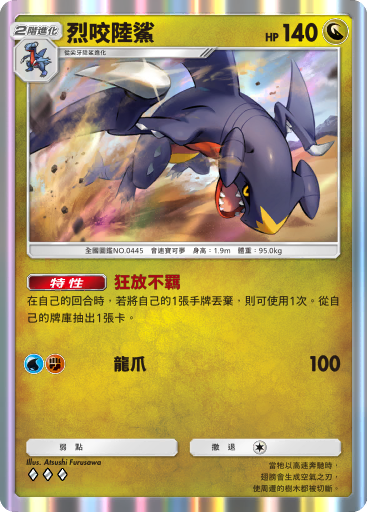 2階進化 烈咬陸鯊 HP 140
從尖牙陸鯊進化
全國圖鑑NO.0445 音速寶可夢 身高：1.9m 體重：95.0kg
特性 狂放不羈
在自己的回合時，若將自己的1張手牌丟棄，則可使用1次。從自
己的牌庫抽出1張卡。
龍爪 100
弱點 撤退
Illus. Atsushi Furusawa
當牠以高速奔馳時，
翅膀會生成空氣之刃，
使周遭的樹木都被切斷。